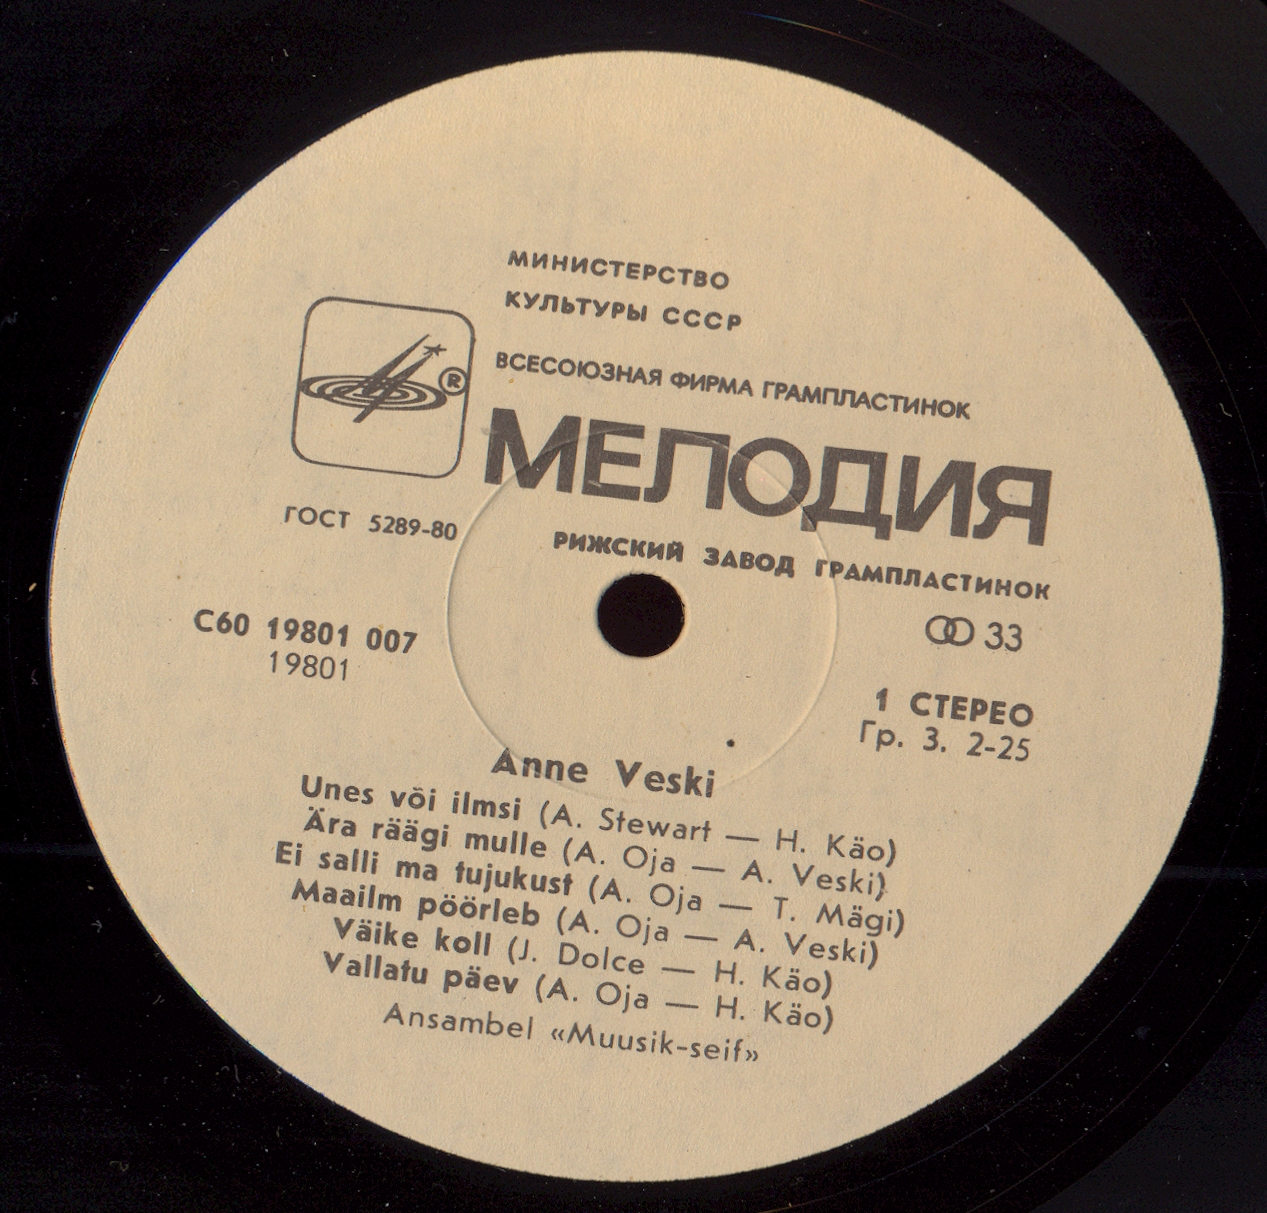 МИНИСТЕРСТВО
КУЛЬТУРЫ СССР
ВСЕСОЮЗНАЯ ФИРМА ГРАМПЛАСТИНОК
®
МЕЛОДИЯ
ГОСТ 5289-80
РИЖСКИЙ ЗАВОД ГРАМПЛАСТИНОК
С60 19801 007
19801
33
1 СТЕРЕО
Гр. 3. 2-25
Anne Veski
Unes või ilmsi (A. Stewart — H. Käo)
Ära räägi mulle (A. Oja — A. Veski)
Ei salli ma tujukust (A. Oja — T. Mägi)
Maailm pöörleb (A. Oja — A. Veski)
Väike koll (J. Dolce — H. Käo)
Vallatu päev (A. Oja — H. Käo)
Ansambel «Muusik-seif»